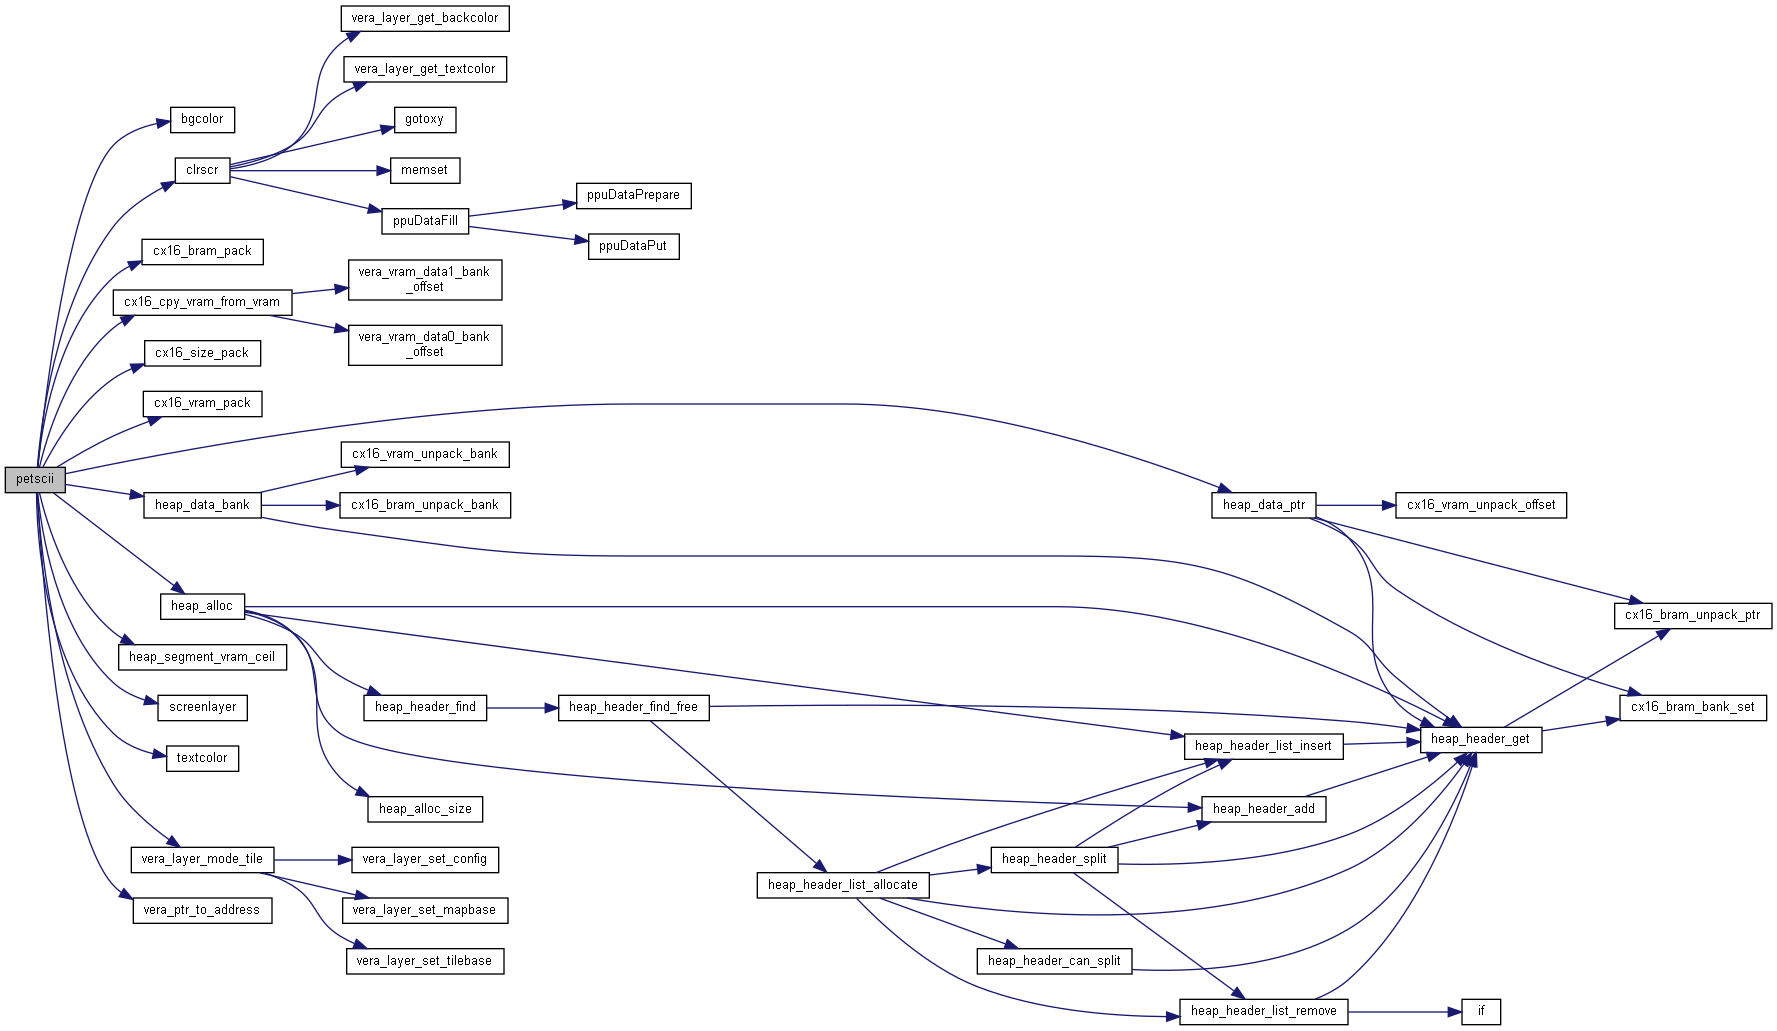 vera_layer_get_backcolor
vera_layer_get_textcolor
bgcolor
gotoxy
clrscr
memset
ppuDataPrepare
ppuDataFill
ppuDataPut
cx16_bram_pack
vera_vram_data1_bank
_offset
cx16_cpy_vram_from_vram
vera_vram_data0_bank
_offset
cx16_size_pack
cx16_vram_pack
cx16_vram_unpack_bank
petscii
heap_data_bank
cx16_bram_unpack_bank
heap_data_ptr
cx16_vram_unpack_offset
heap_alloc
cx16_bram_unpack_ptr
heap_segment_vram_ceil
screenlayer
heap_header_find
heap_header_find_free
cx16_bram_bank_set
heap_header_get
heap_header_list_insert
textcolor
heap_alloc_size
heap_header_add
vera_layer_mode_tile
vera_layer_set_config
heap_header_split
heap_header_list_allocate
vera_ptr_to_address
vera_layer_set_mapbase
vera_layer_set_tilebase
heap_header_can_split
heap_header_list_remove
if